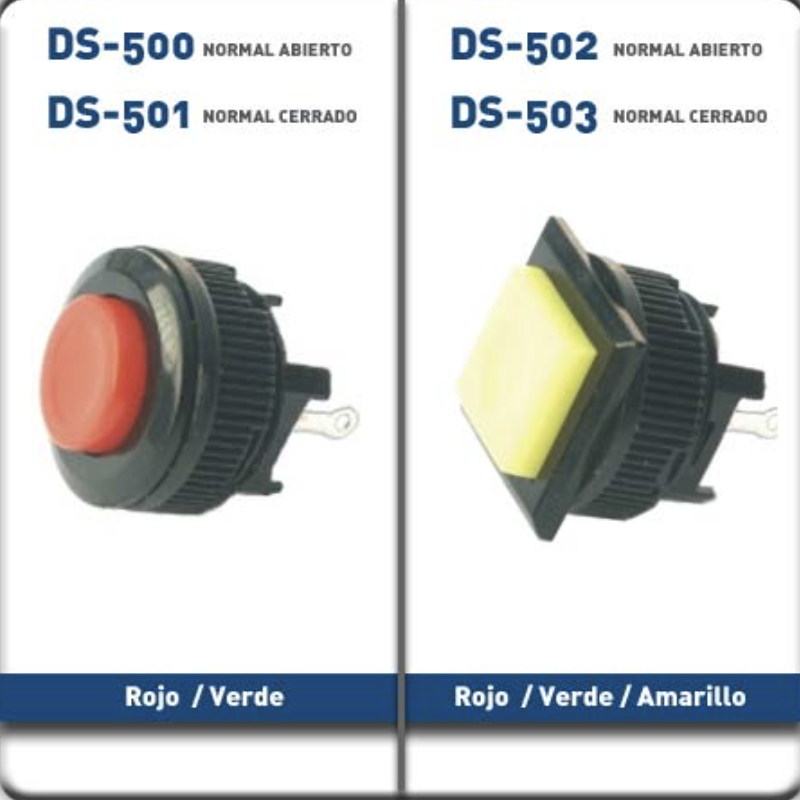 DS-500 NORMAL ABIERTO
DS-501 NORMAL CERRADO
Rojo / Verde
DS-502 NORMAL ABIERTO
DS-503 NORMAL CERRADO
Rojo / Verde / Amarillo